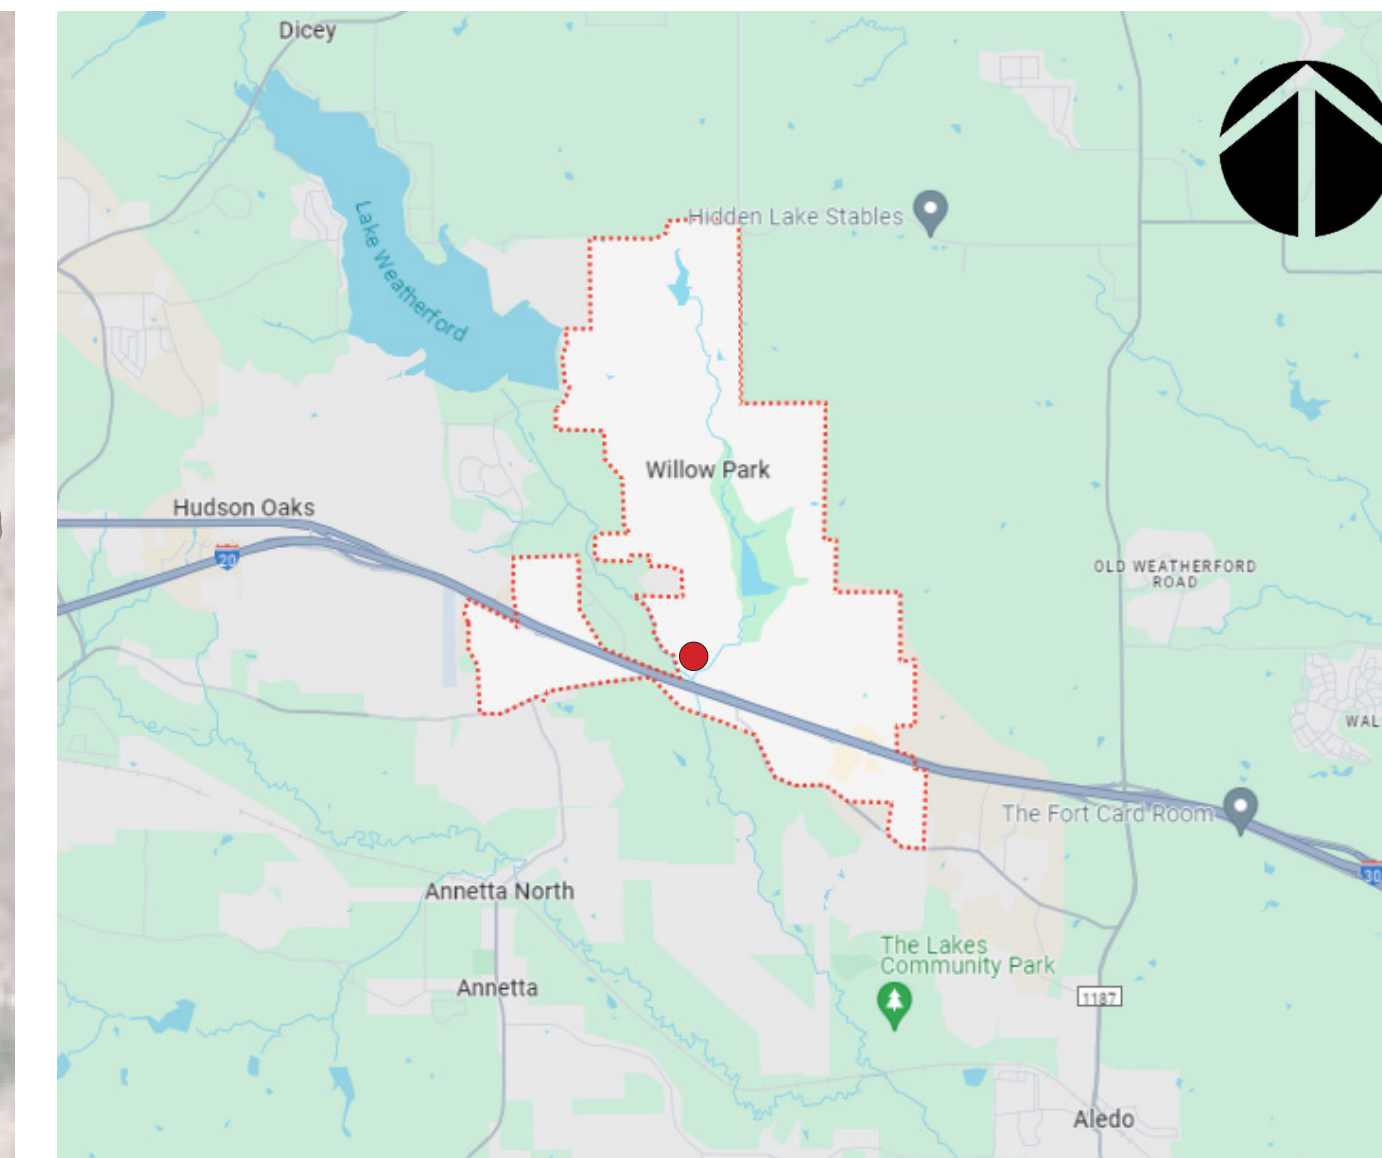 Dicey
Hidden Lake Stables
Lake Weatherford
Willow Park
Hudson Oaks
20
OLD WEATHERFORD
ROAD
WAL
The Fort Card Room
30
Annetta North
The Lakes
Community Park
Annetta
1187
Aledo